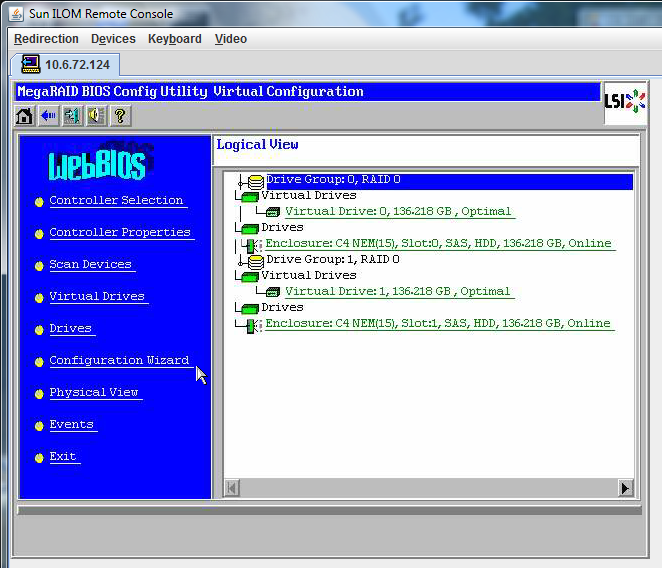 Sun ILOM Remote Console
Redirection Devices Keyboard Video
10.6.72.124
MegaRAID BIOS Config Utility Virtual Configuration
LSI
?
WebBIOS
Logical View
Controller Selection
Controller Properties
Scan Devices
Virtual Drives
Drives
Configuration Wizard
Physical View
Events
Exit
Drive Group: 0, RAID 0
Virtual Drives
Virtual Drive: 0, 136.218 GB , Optimal
Drives
Enclosure: C4 NEM(15), Slot:0, SAS, HDD, 136.218 GB, Online
Drive Group: 1, RAID 0
Virtual Drives
Virtual Drive: 1, 136.218 GB , Optimal
Drives
Enclosure: C4 NEM(15), Slot:1, SAS, HDD, 136.218 GB, Online